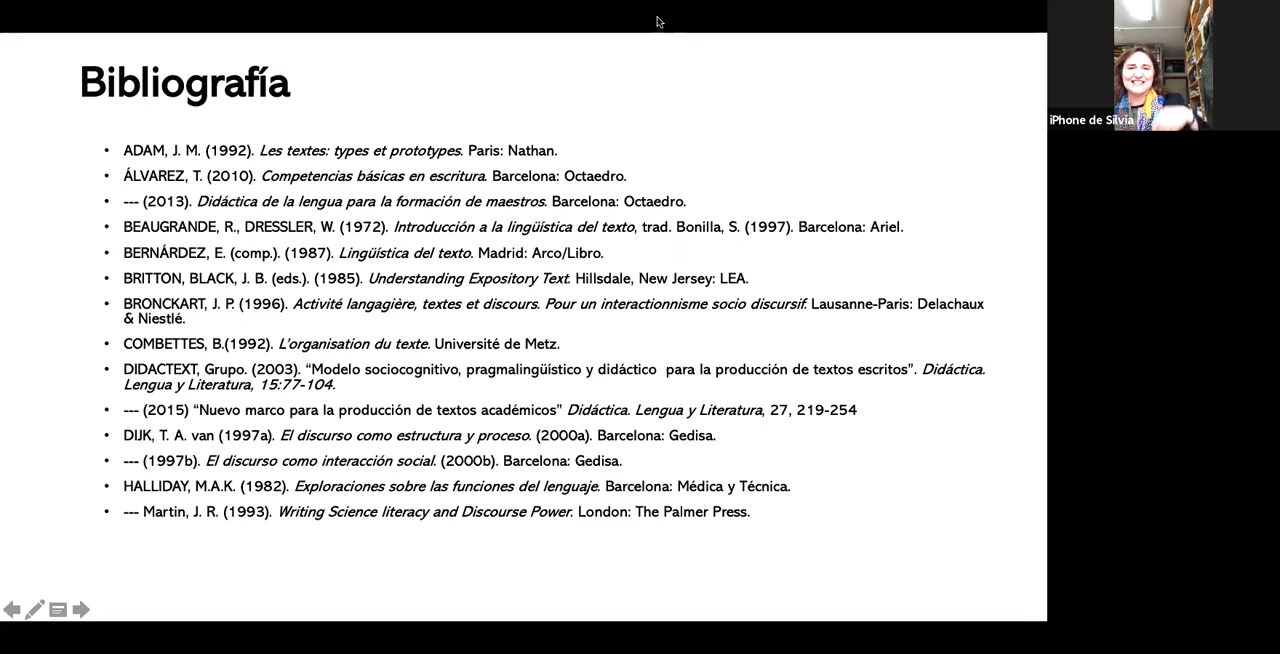 Bibliografía
• ADAM, J. M. (1992). Les textes: types et prototypes. Paris: Nathan.
• ÁLVAREZ, T. (2010). Competencias básicas en escritura. Barcelona: Octaedro.
• --- (2013). Didáctica de la lengua para la formación de maestros. Barcelona: Octaedro.
• BEAUGRANDE, R., DRESSLER, W. (1972). Introducción a la lingüística del texto, trad. Bonilla, S. (1997). Barcelona: Ariel.
• BERNÁRDEZ, E. (comp.). (1987). Lingüística del texto. Madrid: Arco/Libro.
• BRITTON, BLACK, J. B. (eds.). (1985). Understanding Expository Text. Hillsdale, New Jersey: LEA.
• BRONCKART, J. P. (1996). Activité langagière, textes et discours. Pour un interactionnisme socio discursif. Lausanne-Paris: Delachaux
& Niestlé.
• COMBETTES, B.(1992). L'organisation du texte. Université de Metz.
• DIDACTEXT, Grupo. (2003). “Modelo sociocognitivo, pragmalingüístico y didáctico  para la producción de textos escritos”. Didáctica.
Lengua y Literatura, 15:77-104.
• --- (2015) “Nuevo marco para la producción de textos académicos” Didáctica. Lengua y Literatura, 27, 219-254
• DIJK, T. A. van (1997a). El discurso como estructura y proceso. (2000a). Barcelona: Gedisa.
• --- (1997b). El discurso como interacción social. (2000b). Barcelona: Gedisa.
• HALLIDAY, M.A.K. (1982). Exploraciones sobre las funciones del lenguaje. Barcelona: Médica y Técnica.
• --- Martin, J. R. (1993). Writing Science literacy and Discourse Power. London: The Palmer Press.
iPhone de Silvia